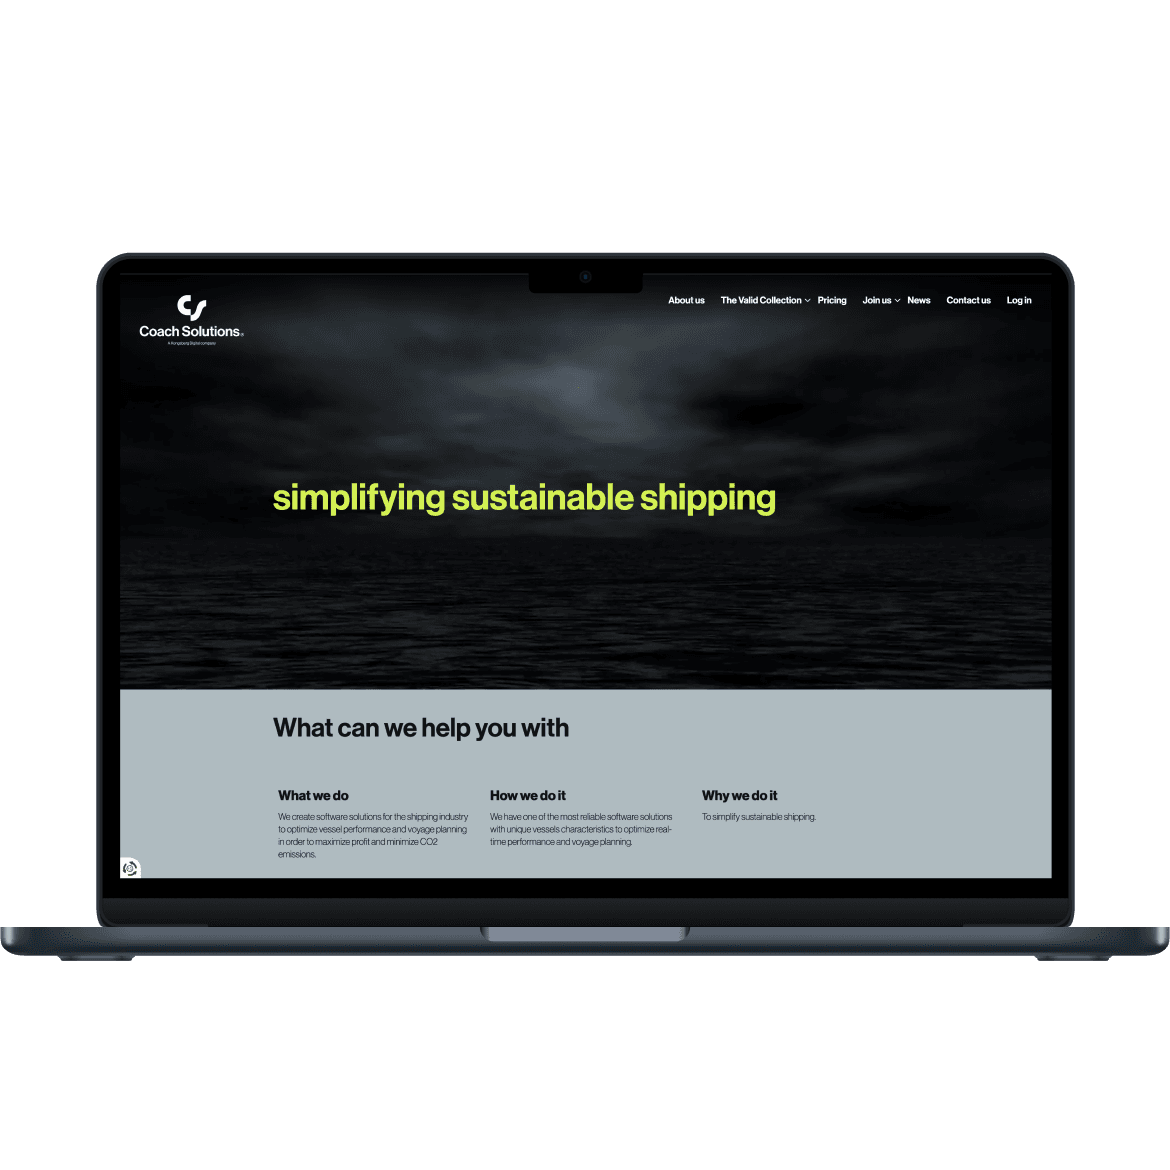 About us The Valid Collection Pricing Join us News Contact us Log in
Coach Solutions
A Kongsberg Digital company
simplifying sustainable shipping
What can we help you with
What we do
We create software solutions for the shipping industry
to optimize vessel performance and voyage planning
in order to maximize profit and minimize CO2
emissions.
How we do it
We have one of the most reliable software solutions
with unique vessels characteristics to optimize real-
time performance and voyage planning.
Why we do it
To simplify sustainable shipping.